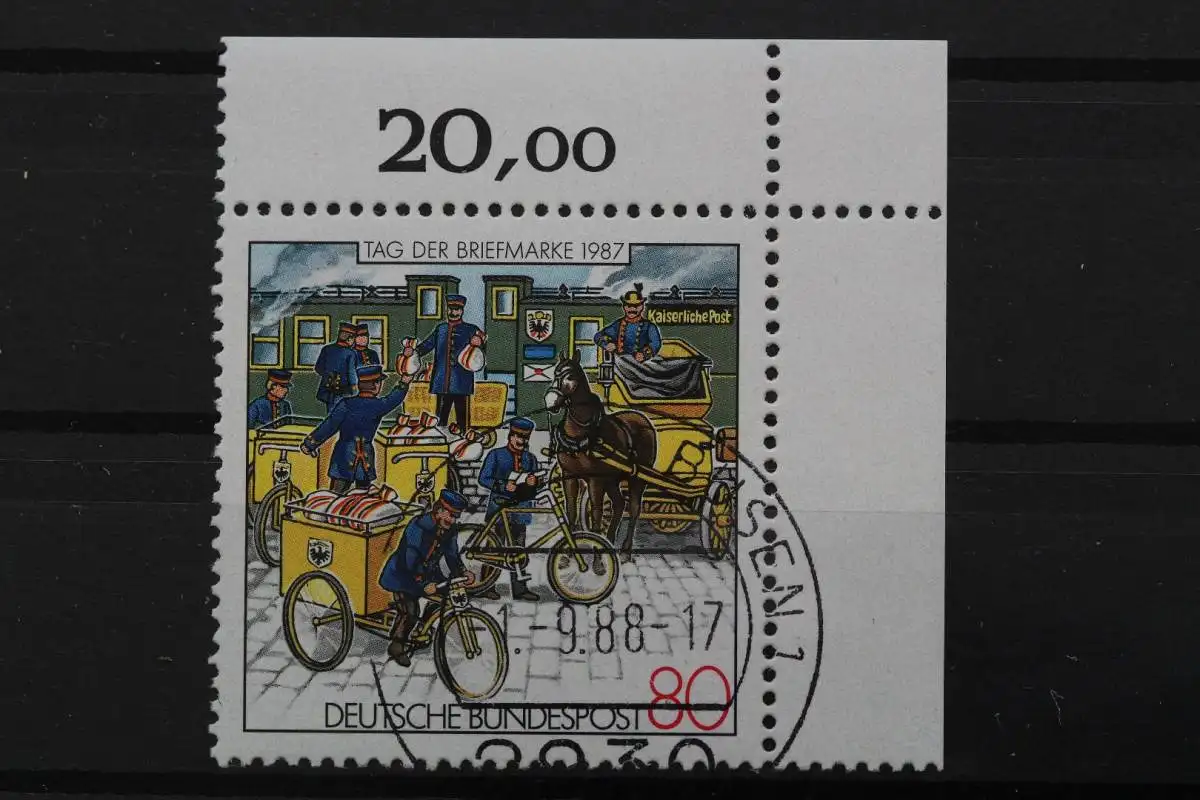 20,00
TAG DER BRIEFMARKE 1987
Kaiserliche Post
SEN 1
-1.-9.88-17
DEUTSCHE BUNDESPOST 80